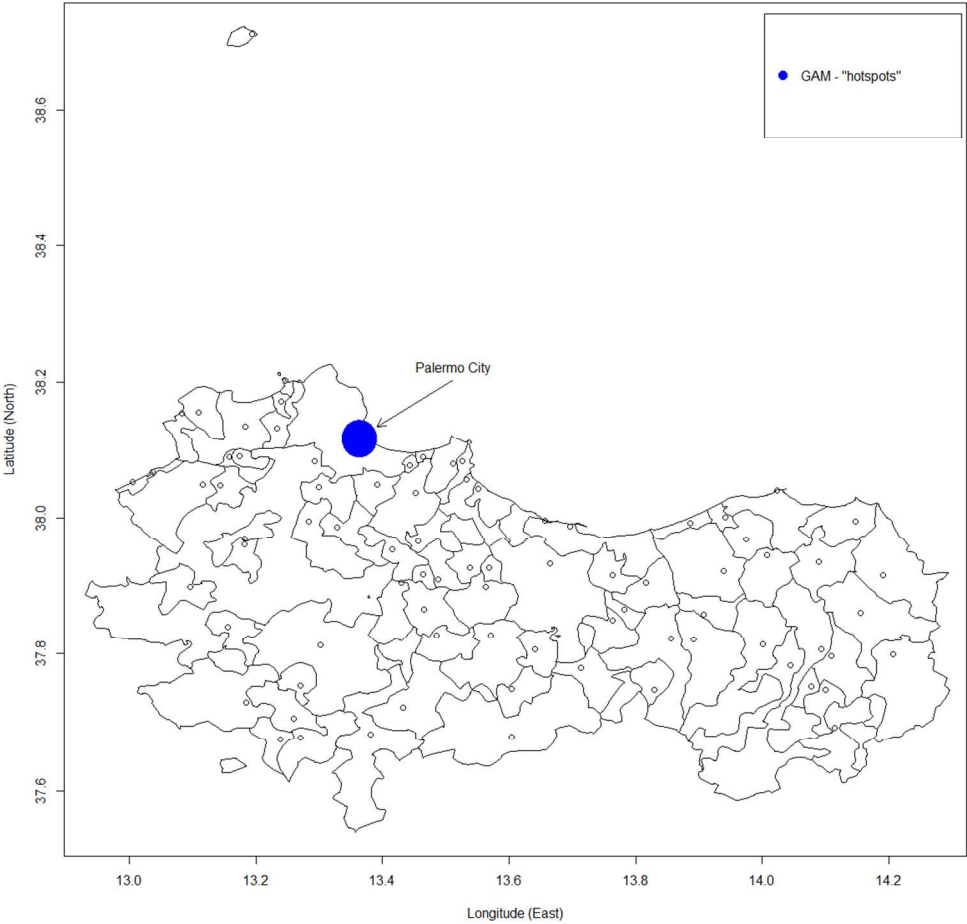 GAM - "hotspots"
Palermo City
38.6
38.4
38.2
38.0
37.8
37.6
Latitude (North)
13.0 13.2 13.4 13.6 13.8 14.0 14.2
Longitude (East)